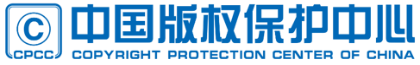 ©
CPCC
中国版权保护中心
COPYRIGHT PROTECTION CENTER OF CHINA